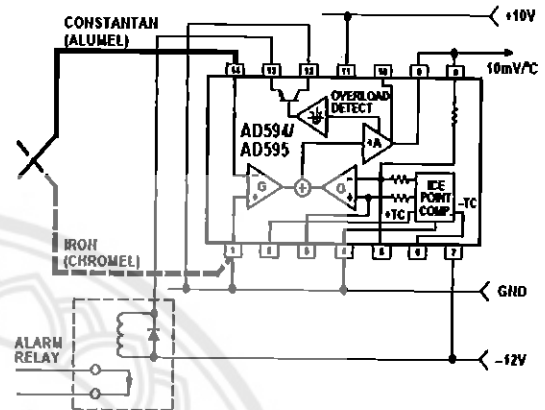 CONSTANTAN
(ALUMEL)
+10V
10mV/°C
14
13
12
11
10
9
8
OVERLOAD
DETECT
AD594/
AD595
+A
G
+
G
-
+
-
+
ICE
POINT
COMP.
+TC
-TC
1
2
3
4
5
6
7
IRON
(CHROMEL)
GND
ALARM
RELAY
-12V